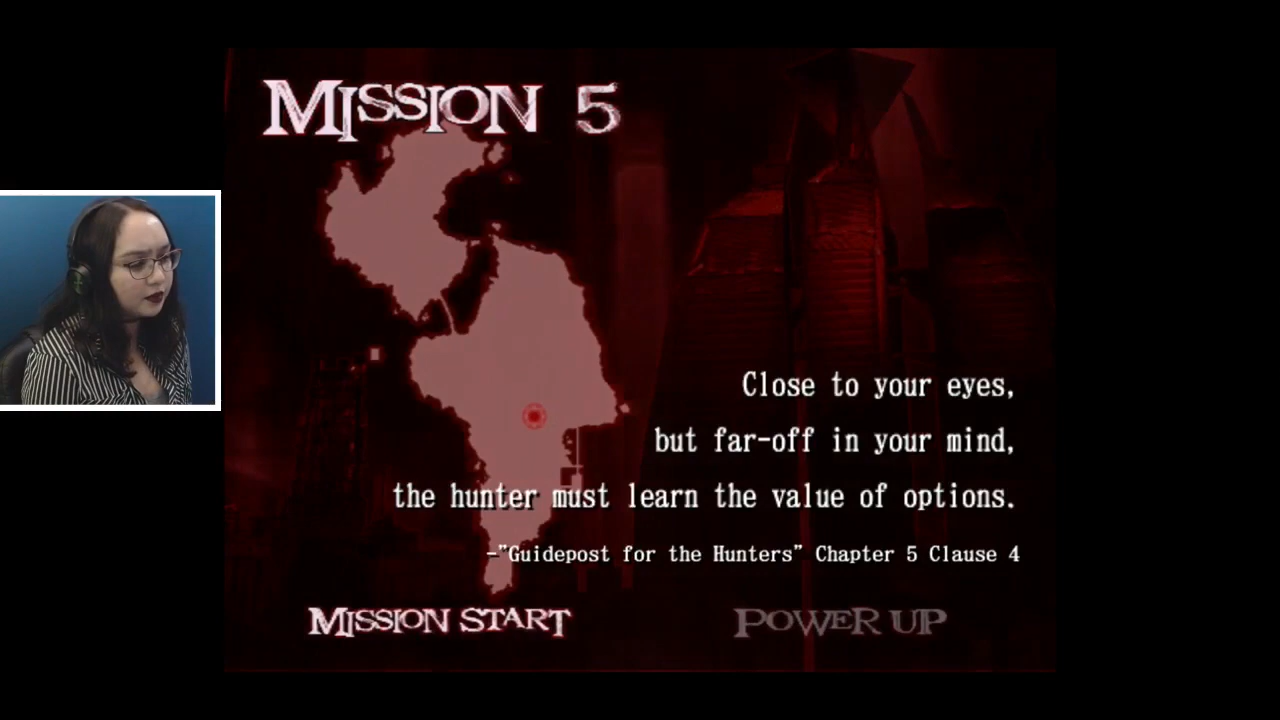 Mission 5
Close to your eyes,
but far-off in your mind,
the hunter must learn the value of options.
-"Guidepost for the Hunters" Chapter 5 Clause 4
Mission Start
Power Up